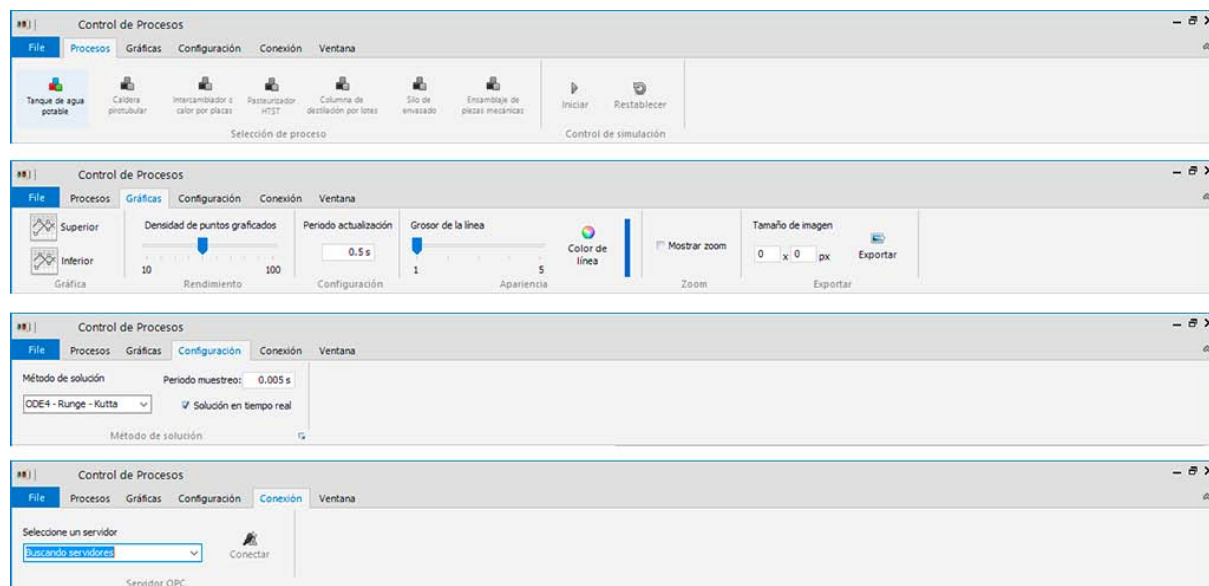 Control de Procesos
File Procesos Gráficas Configuración Conexión Ventana
Tanque de agua potable
Caldera pirotubular
Intercambiador a calor por placas
Pasteurizador HTST
Columna de destilación por lotes
Silo de envasado
Ensamblaje de piezas mecánicas
Iniciar
Restablecer
Selección de proceso
Control de simulación
Control de Procesos
File Procesos Gráficas Configuración Conexión Ventana
Superior
Inferior
Gráfica
Densidad de puntos graficados
10 100
Rendimiento
Periodo actualización
0.5 s
Configuración
Grosor de la línea
1 5
Color de línea
Apariencia
Mostrar zoom
Zoom
Tamaño de imagen
0 x 0 px
Exportar
Exportar
Control de Procesos
File Procesos Gráficas Configuración Conexión Ventana
Método de solución
Periodo muestreo: 0.005 s
ODE4 - Runge - Kutta
Solución en tiempo real
Método de solución
Control de Procesos
File Procesos Gráficas Configuración Conexión Ventana
Seleccione un servidor
Buscando servidores
Conectar
Servidor OPC